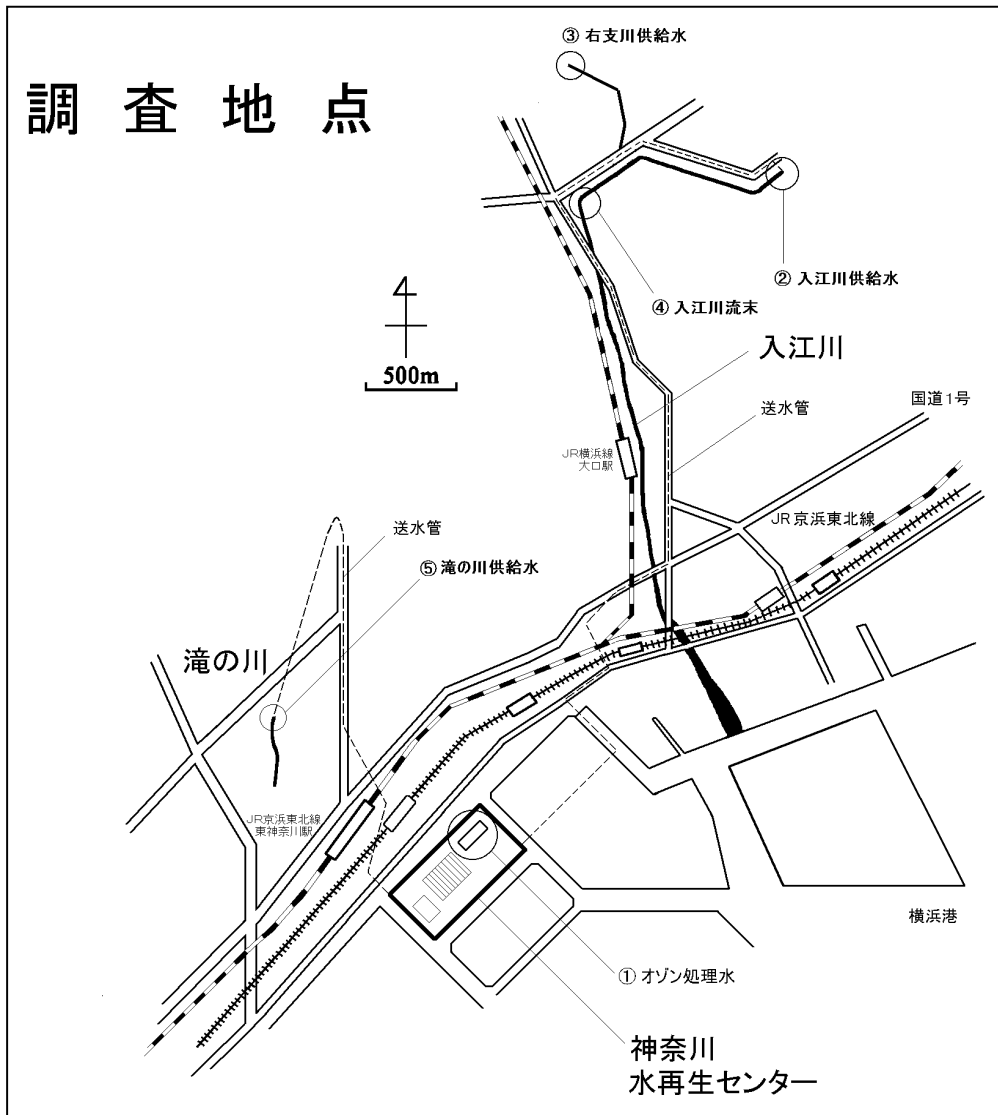 ③ 右支川供給水
調査地点
② 入江川供給水
④ 入江川流末
500m
入江川
国道1号
送水管
JR横浜線
大口駅
JR京浜東北線
送水管
⑤ 滝の川供給水
滝の川
JR京浜東北線
東神奈川駅
横浜港
① オゾン処理水
神奈川
水再生センター